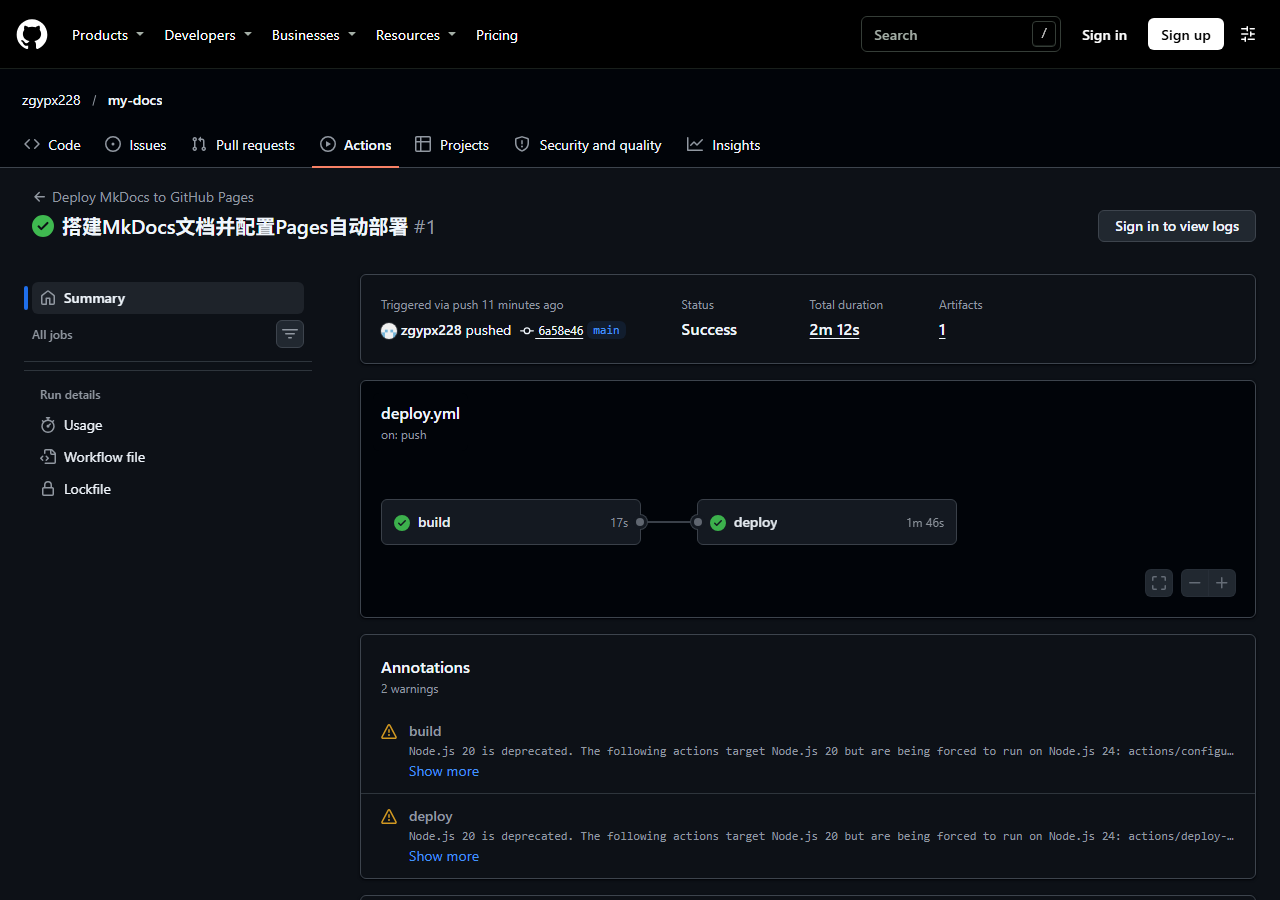 Products Developers Businesses Resources Pricing Search / Sign in Sign up
zgypx228 / my-docs
Code Issues Pull requests Actions Projects Security and quality Insights
Deploy MkDocs to GitHub Pages
搭建MkDocs文档并配置Pages自动部署 #1
Sign in to view logs
Summary
All jobs
Run details
Usage
Workflow file
Lockfile
Triggered via push 11 minutes ago
zgypx228 pushed 6a58e46 main
Status
Success
Total duration
2m 12s
Artifacts
1
deploy.yml
on: push
build 17s
deploy 1m 46s
Annotations
2 warnings
build
Node.js 20 is deprecated. The following actions target Node.js 20 but are being forced to run on Node.js 24: actions/configu…
Show more
deploy
Node.js 20 is deprecated. The following actions target Node.js 20 but are being forced to run on Node.js 24: actions/deploy-…
Show more